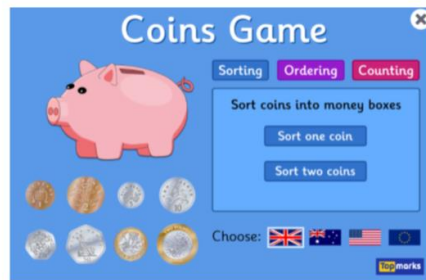 Coins Game
Sorting Ordering Counting
Sort coins into money boxes
Sort one coin
Sort two coins
Choose:
Topmarks